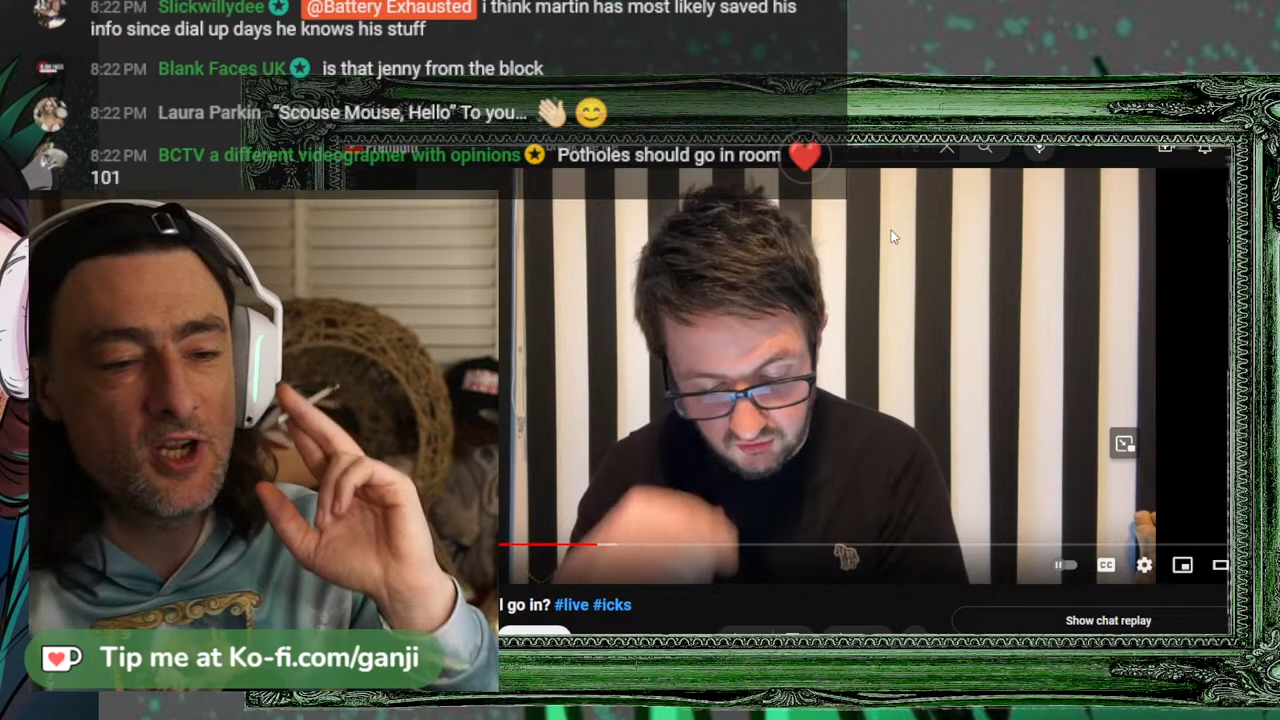 8:22 PM Slickwillydee @Battery Exhausted i think martin has most likely saved his
info since dial up days he knows his stuff
8:22 PM Blank Faces UK is that jenny from the block
8:22 PM Laura Parkin “Scouse Mouse, Hello” To you...
8:22 PM BCTV a different videographer with opinions Potholes should go in room
101
CC
I go in? #live #icks
Show chat replay
Tip me at Ko-fi.com/ganji